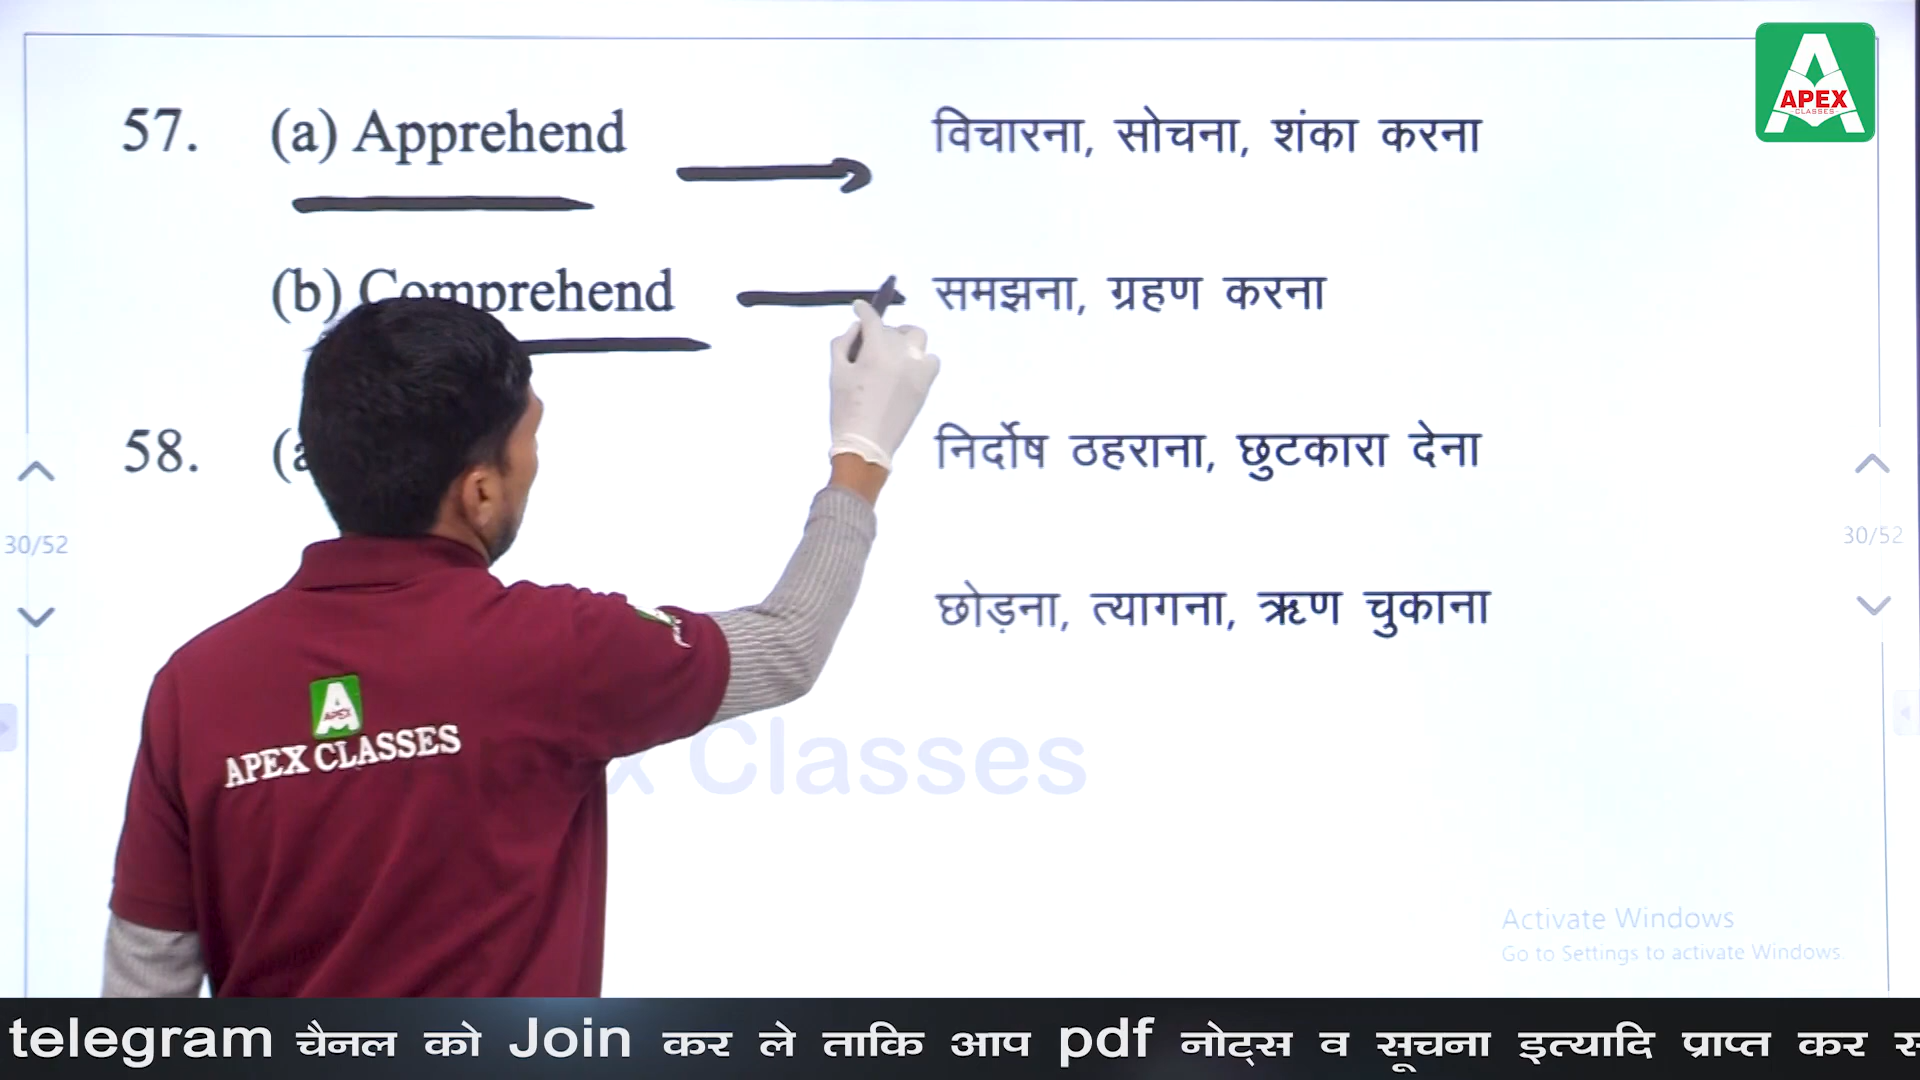 57. (a) Apprehend विचारना, सोचना, शंका करना
(b) Comprehend समझना, ग्रहण करना
58. निर्दोष ठहराना, छुटकारा देना
छोड़ना, त्यागना, ऋण चुकाना
30/52
30/52
APEX
CLASSES
APEX
APEX CLASSES
Classes
Activate Windows
Go to Settings to activate Windows.
telegram चैनल को Join कर ले ताकि आप pdf नोट्स व सूचना इत्यादि प्राप्त कर